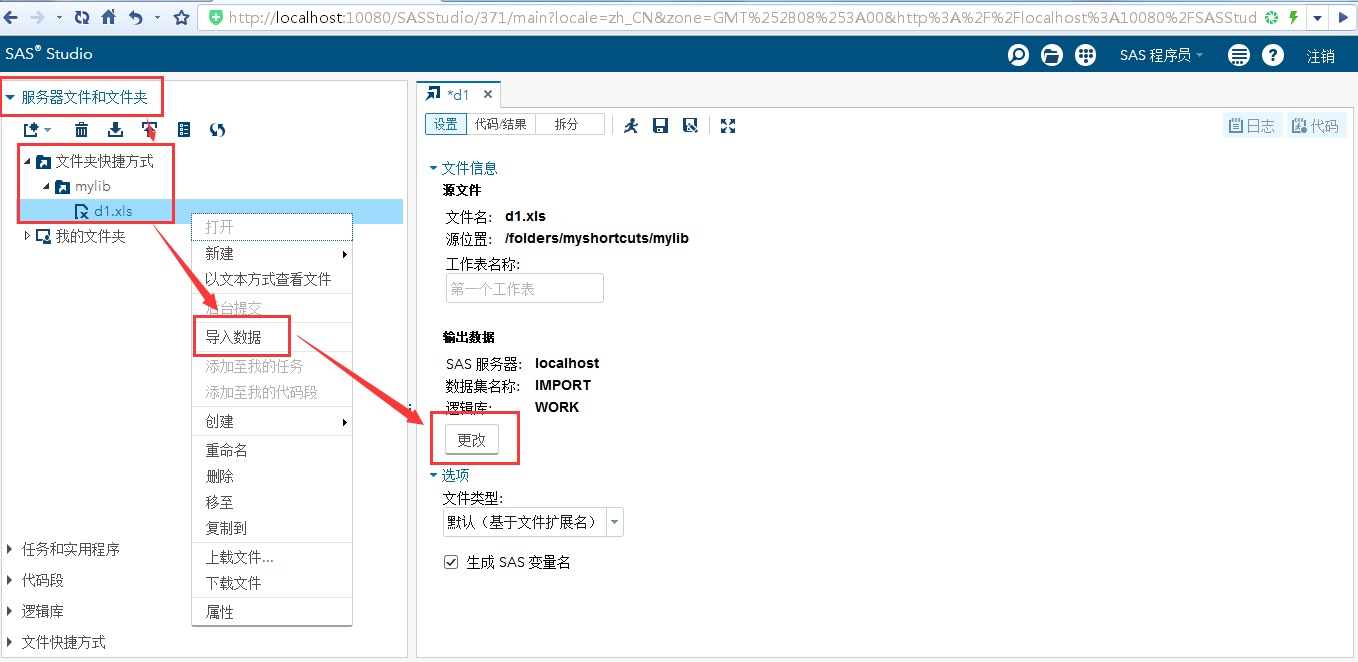 http://localhost:10080/SASStudio/371/main?locale=zh_CN&zone=GMT%252B08%253A00&http%3A%2F%2Flocalhost%3A10080%2FSASStud
SAS® Studio
SAS 程序员
注销
服务器文件和文件夹
文件夹快捷方式
mylib
d1.xls
我的文件夹
任务和实用程序
代码段
逻辑库
文件快捷方式
打开
新建
以文本方式查看文件
后台提交
导入数据
添加至我的任务
添加至我的代码段
创建
重命名
删除
移至
复制到
上载文件...
下载文件
属性
*d1
设置 代码/结果 拆分
日志 代码
文件信息
源文件
文件名: d1.xls
源位置: /folders/myshortcuts/mylib
工作表名称:
第一个工作表
输出数据
SAS 服务器: localhost
数据集名称: IMPORT
逻辑库: WORK
更改
选项
文件类型:
默认（基于文件扩展名）
生成 SAS 变量名